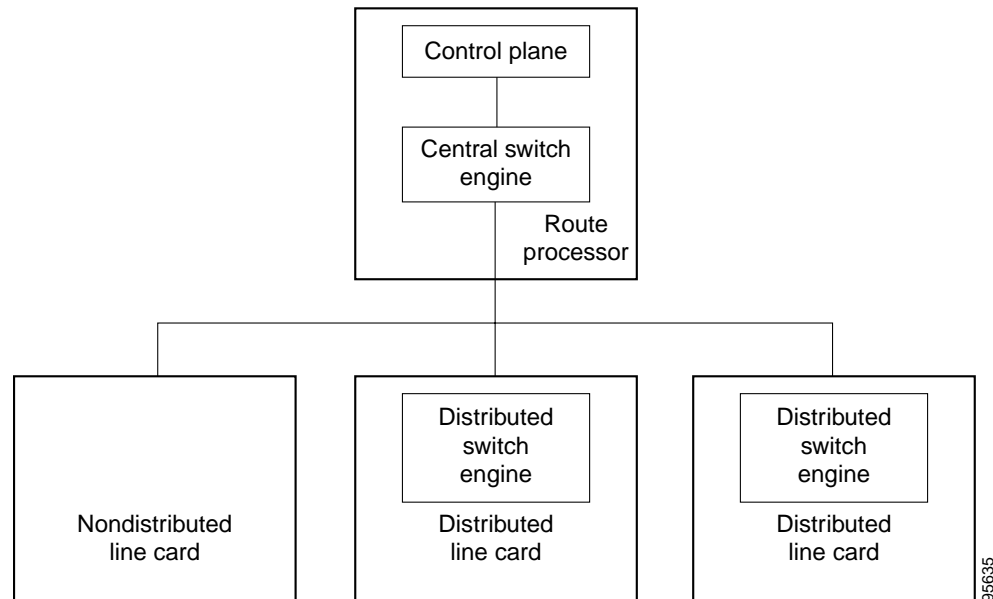 Control plane
Central switch
engine
Route
processor
Distributed
switch
engine
Distributed
switch
engine
Nondistributed
line card
Distributed
line card
Distributed
line card
95635